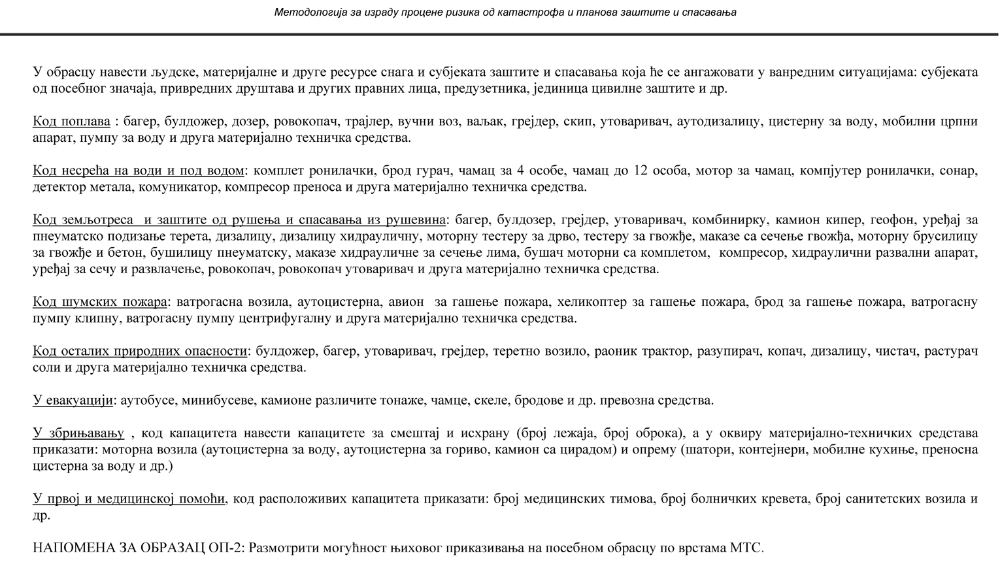 Методологија за израду процене ризика од катастрофа и планова заштите и спасавања
У обрасцу навести људске, материјалне и друге ресурсе снага и субјеката заштите и спасавања која ће се ангажовати у ванредним ситуацијама: субјеката
од посебног значаја, привредних друштава и других правних лица, предузетника, јединица цивилне заштите и др.
Код поплава : багер, булдожер, дозер, ровокопач, трајлер, вучни воз, ваљак, грејдер, скип, утоваривач, аутодизалицу, цистерну за воду, мобилни црпни
апарат, пумпу за воду и друга материјално техничка средства.
Код несрећа на води и под водом: комплет ронилачки, брод гурач, чамац за 4 особе, чамац до 12 особа, мотор за чамац, компјутер ронилачки, сонар,
детектор метала, комуникатор, компресор преноса и друга материјално техничка средства.
Код земљотреса  и заштите од рушења и спасавања из рушевина: багер, булдозер, грејдер, утоваривач, комбинирку, камион кипер, геофон, уређај за
пнеуматско подизање терета, дизалицу, дизалицу хидрауличну, моторну тестеру за дрво, тестеру за гвожђе, маказе са сечење гвожђа, моторну брусилицу
за гвожђе и бетон, бушилицу пнеуматску, маказе хидрауличне за сечење лима, бушач моторни са комплетом,  компресор, хидраулични развални апарат,
уређај за сечу и развлачење, ровокопач, ровокопач утоваривач и друга материјално техничка средства.
Код шумских пожара: ватрогасна возила, аутоцистерна, авион  за гашење пожара, хеликоптер за гашење пожара, брод за гашење пожара, ватрогасну
пумпу клипну, ватрогасну пумпу центрифугалну и друга материјално техничка средства.
Код осталих природних опасности: булдожер, багер, утоваривач, грејдер, теретно возило, раоник трактор, разупирач, копач, дизалицу, чистач, растурач
соли и друга материјално техничка средства.
У евакуацији: аутобусе, минибусеве, камионе различите тонаже, чамце, скеле, бродове и др. превозна средства.
У збрињавању , код капацитета навести капацитете за смештај и исхрану (број лежаја, број оброка), а у оквиру материјално-техничких средстава
приказати: моторна возила (аутоцистерна за воду, аутоцистерна за гориво, камион са цирадом) и опрему (шатори, контејнери, мобилне кухиње, преносна
цистерна за воду и др.)
У првој и медицинској помоћи, код расположивих капацитета приказати: број медицинских тимова, број болничких кревета, број санитетских возила и
др.
НАПОМЕНА ЗА ОБРАЗАЦ ОП-2: Размотрити могућност њиховог приказивања на посебном обрасцу по врстама МТС.